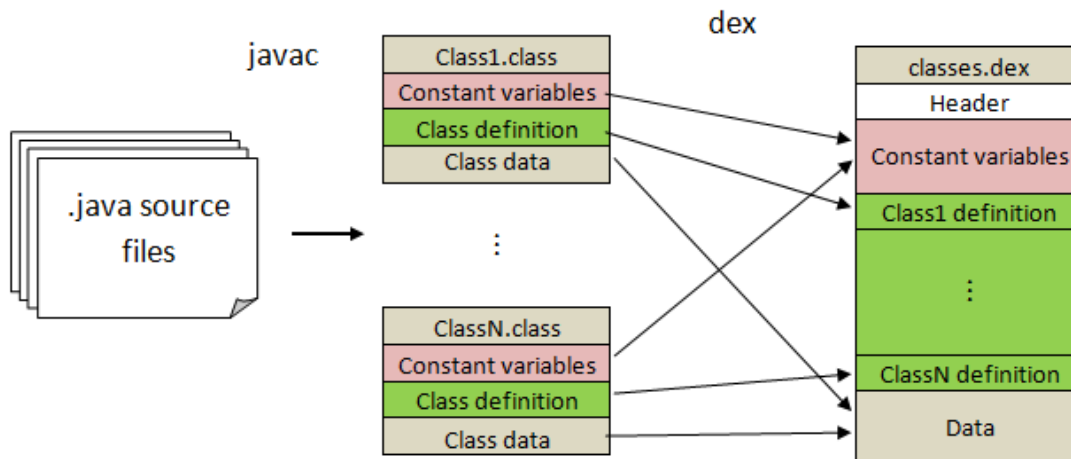 javac
dex
.java source
files
Class1.class
Constant variables
Class definition
Class data
⋮
ClassN.class
Constant variables
Class definition
Class data
classes.dex
Header
Constant variables
Class1 definition
⋮
ClassN definition
Data